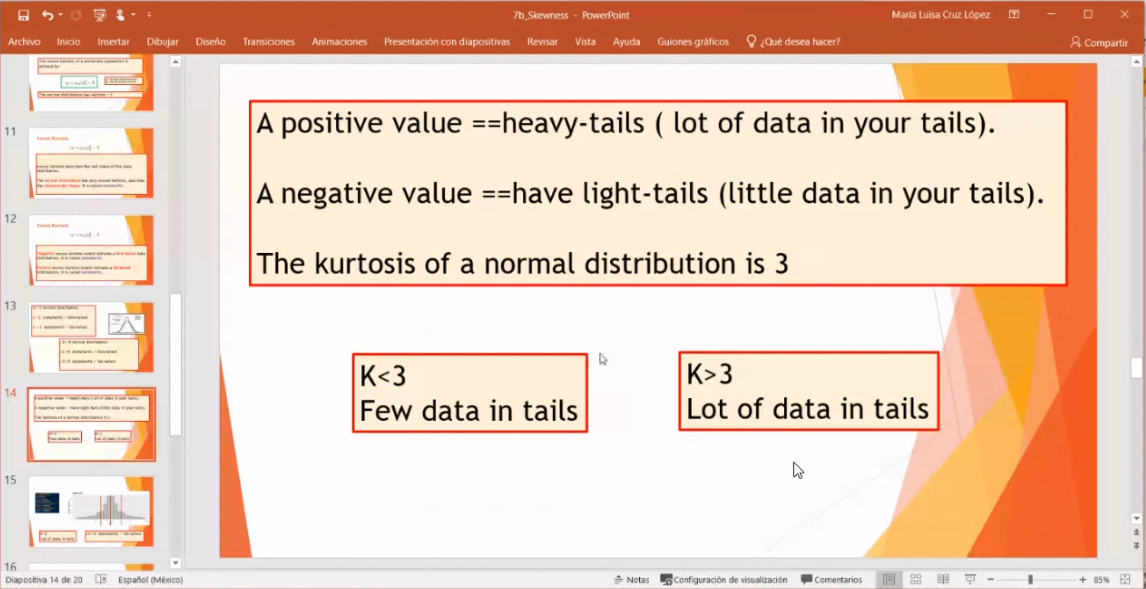 7b_Skewness - PowerPoint
María Luisa Cruz López
Archivo Inicio Insertar Dibujar Diseño Transiciones Animaciones Presentación con diapositivas Revisar Vista Ayuda Guiones gráficos ¿Qué desea hacer? Compartir
11
12
13
14
15
16
A positive value ==heavy-tails ( lot of data in your tails).
A negative value ==have light-tails (little data in your tails).
The kurtosis of a normal distribution is 3
K<3
Few data in tails
K>3
Lot of data in tails
Diapositiva 14 de 20 Español (México) Notas Configuración de visualización Comentarios 85%